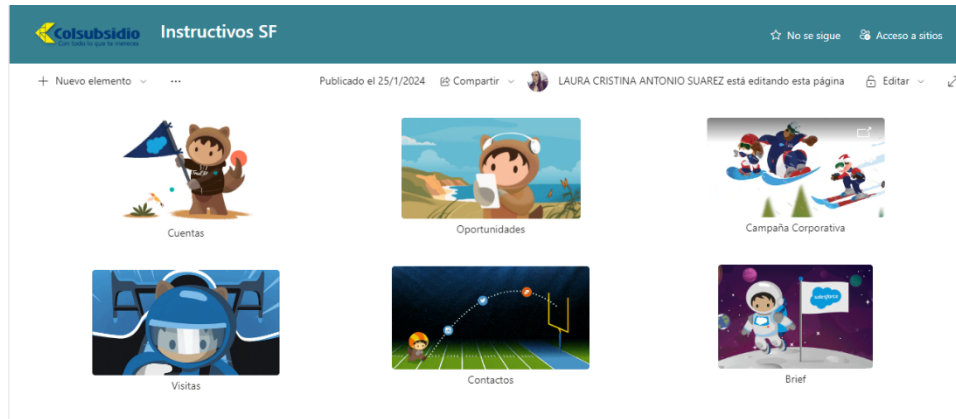 Colsubsidio
Con todo lo que te mereces
Instructivos SF
No se sigue
Acceso a sitios
Nuevo elemento
...
Publicado el 25/1/2024
Compartir
LAURA CRISTINA ANTONIO SUAREZ está editando esta página
Editar
Cuentas
Oportunidades
Campaña Corporativa
salesforce
Visitas
Contactos
Brief